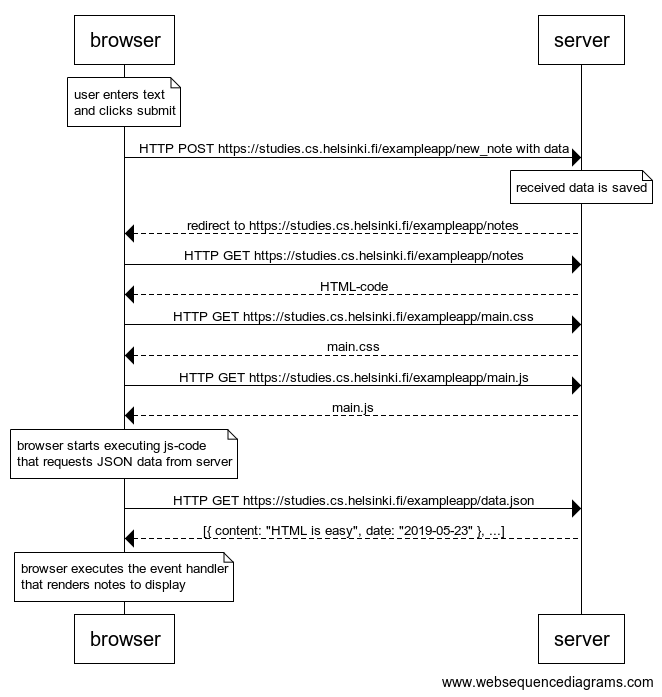 browser
server
user enters text
and clicks submit
HTTP POST https://studies.cs.helsinki.fi/exampleapp/new_note with data
received data is saved
redirect to https://studies.cs.helsinki.fi/exampleapp/notes
HTTP GET https://studies.cs.helsinki.fi/exampleapp/notes
HTML-code
HTTP GET https://studies.cs.helsinki.fi/exampleapp/main.css
main.css
HTTP GET https://studies.cs.helsinki.fi/exampleapp/main.js
main.js
browser starts executing js-code
that requests JSON data from server
HTTP GET https://studies.cs.helsinki.fi/exampleapp/data.json
[{ content: "HTML is easy", date: "2019-05-23" }, ...]
browser executes the event handler
that renders notes to display
browser
server
www.websequencediagrams.com